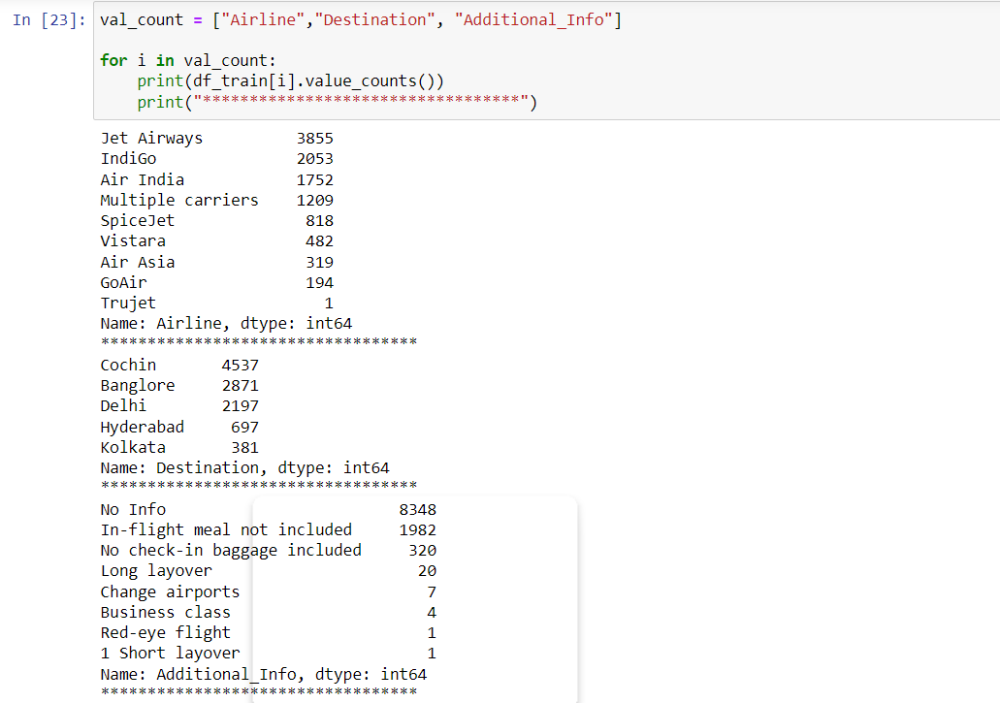 In [23]: val_count = ["Airline","Destination", "Additional_Info"]
for i in val_count:
    print(df_train[i].value_counts())
    print("**********************************")
Jet Airways          3855
IndiGo               2053
Air India            1752
Multiple carriers    1209
SpiceJet              818
Vistara               482
Air Asia              319
GoAir                 194
Trujet                  1
Name: Airline, dtype: int64
**********************************
Cochin       4537
Banglore     2871
Delhi        2197
Hyderabad     697
Kolkata       381
Name: Destination, dtype: int64
**********************************
No Info                         8348
In-flight meal not included     1982
No check-in baggage included     320
Long layover                      20
Change airports                    7
Business class                     4
Red-eye flight                     1
1 Short layover                    1
Name: Additional_Info, dtype: int64
**********************************